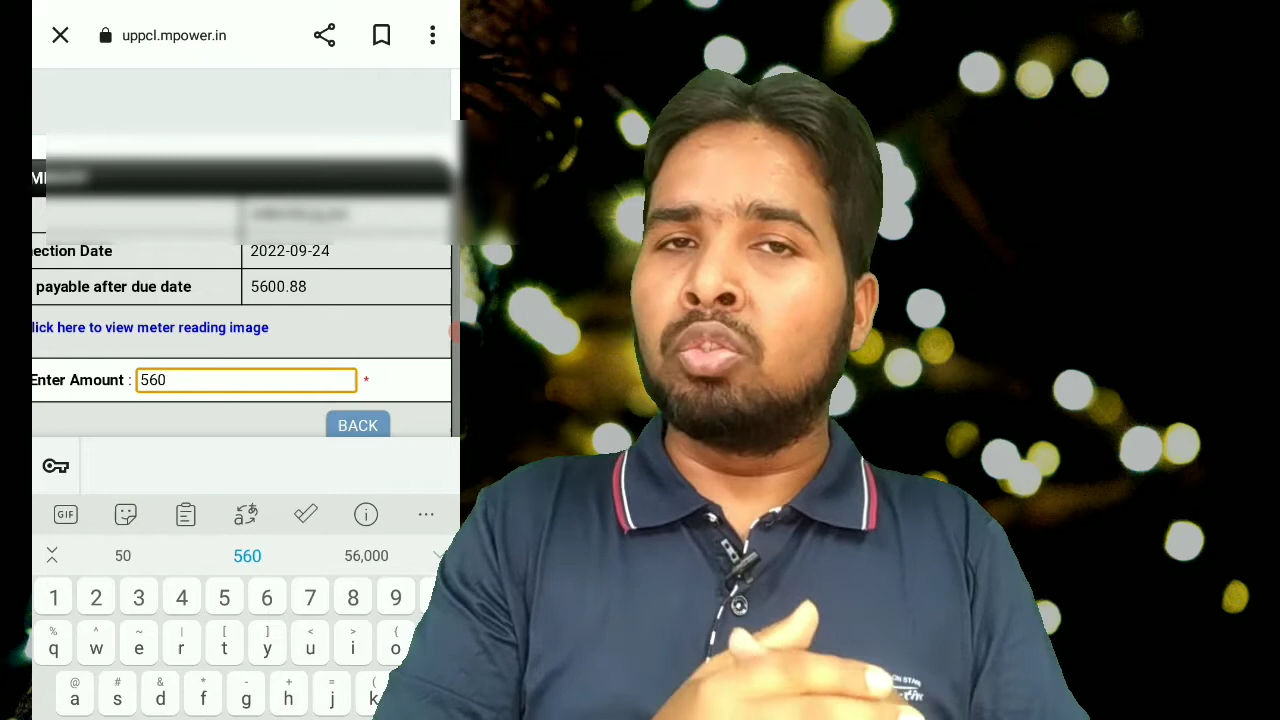 uppcl.mpower.in
nection Date 2022-09-24
payable after due date 5600.88
lick here to view meter reading image
Enter Amount : 560 *
BACK
GIF
50 560 56,000
1 2 3 4 5 6 7 8 9
% ^ ~ | [ ] < > {
q w e r t y u i o
@ # & * - + = (
a s d f g h j k